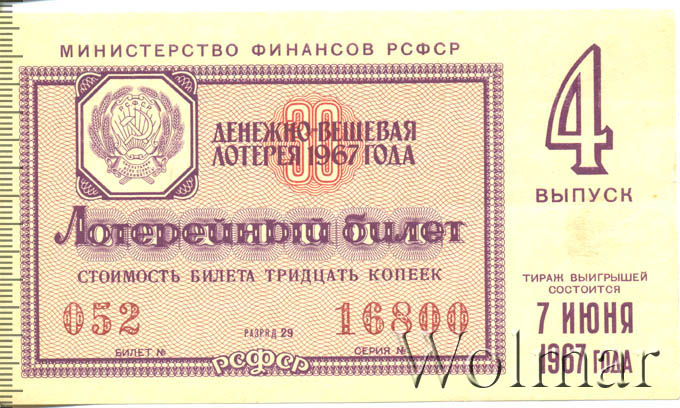 МИНИСТЕРСТВО ФИНАНСОВ РСФСР
РСФСР
30
ДЕНЕЖНО-ВЕЩЕВАЯ
ЛОТЕРЕЯ 1967 ГОДА
Лотерейный билет
СТОИМОСТЬ БИЛЕТА ТРИДЦАТЬ КОПЕЕК
052
16800
РАЗРЯД 29
БИЛЕТ №
СЕРИЯ №
РСФСР
4
ВЫПУСК
ТИРАЖ ВЫИГРЫШЕЙ
СОСТОИТСЯ
7 ИЮНЯ
1967 ГОДА
Wolmar